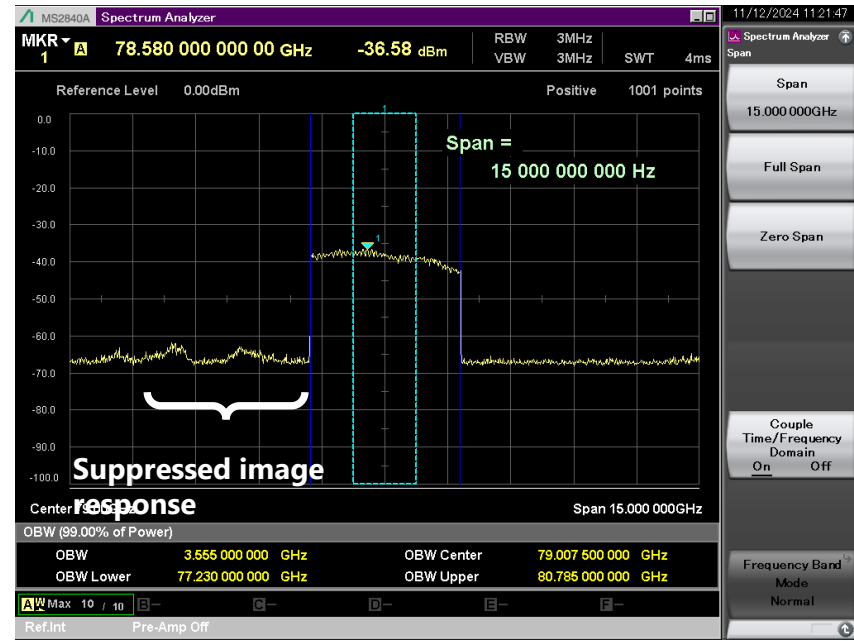 MS2840A Spectrum Analyzer
11/12/2024 11:21:47
MKR
1
A
78.580 000 000 00 GHz
-36.58 dBm
RBW 3MHz
VBW 3MHz
SWT 4ms
Spectrum Analyzer
Span
Span
15.000 000GHz
Full Span
Zero Span
Couple
Time/Frequency
Domain
On Off
Frequency Band
Mode
Normal
Reference Level 0.00dBm
Positive 1001 points
0.0
-10.0
-20.0
-30.0
-40.0
-50.0
-60.0
-70.0
-80.0
-90.0
-100.0
1
1
Span =
15 000 000 000 Hz
Suppressed image
response
Center
Span 15.000 000GHz
OBW (99.00% of Power)
OBW 3.555 000 000 GHz
OBW Center 79.007 500 000 GHz
OBW Lower 77.230 000 000 GHz
OBW Upper 80.785 000 000 GHz
A W Max 10 / 10 B- C- D- E- F-
Ref.Int Pre-Amp Off